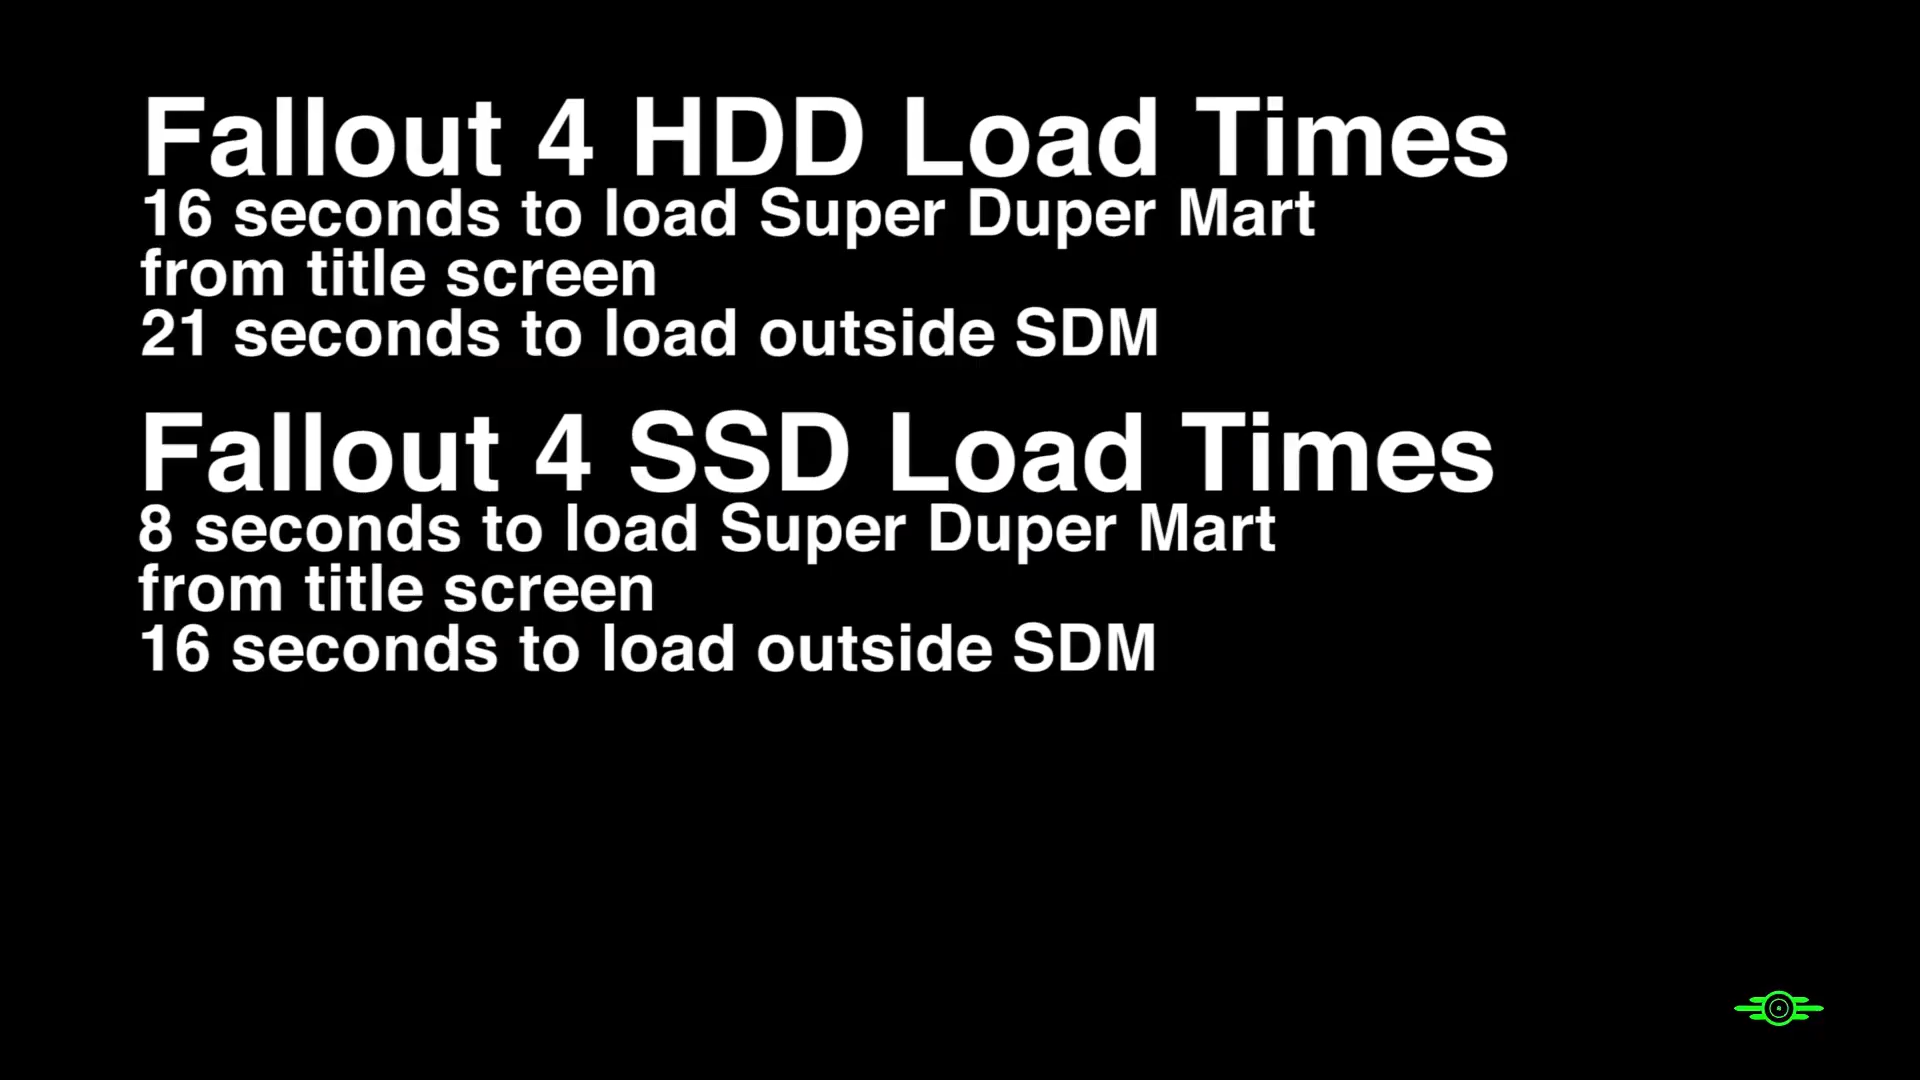 Fallout 4 HDD Load Times
16 seconds to load Super Duper Mart
from title screen
21 seconds to load outside SDM
Fallout 4 SSD Load Times
8 seconds to load Super Duper Mart
from title screen
16 seconds to load outside SDM